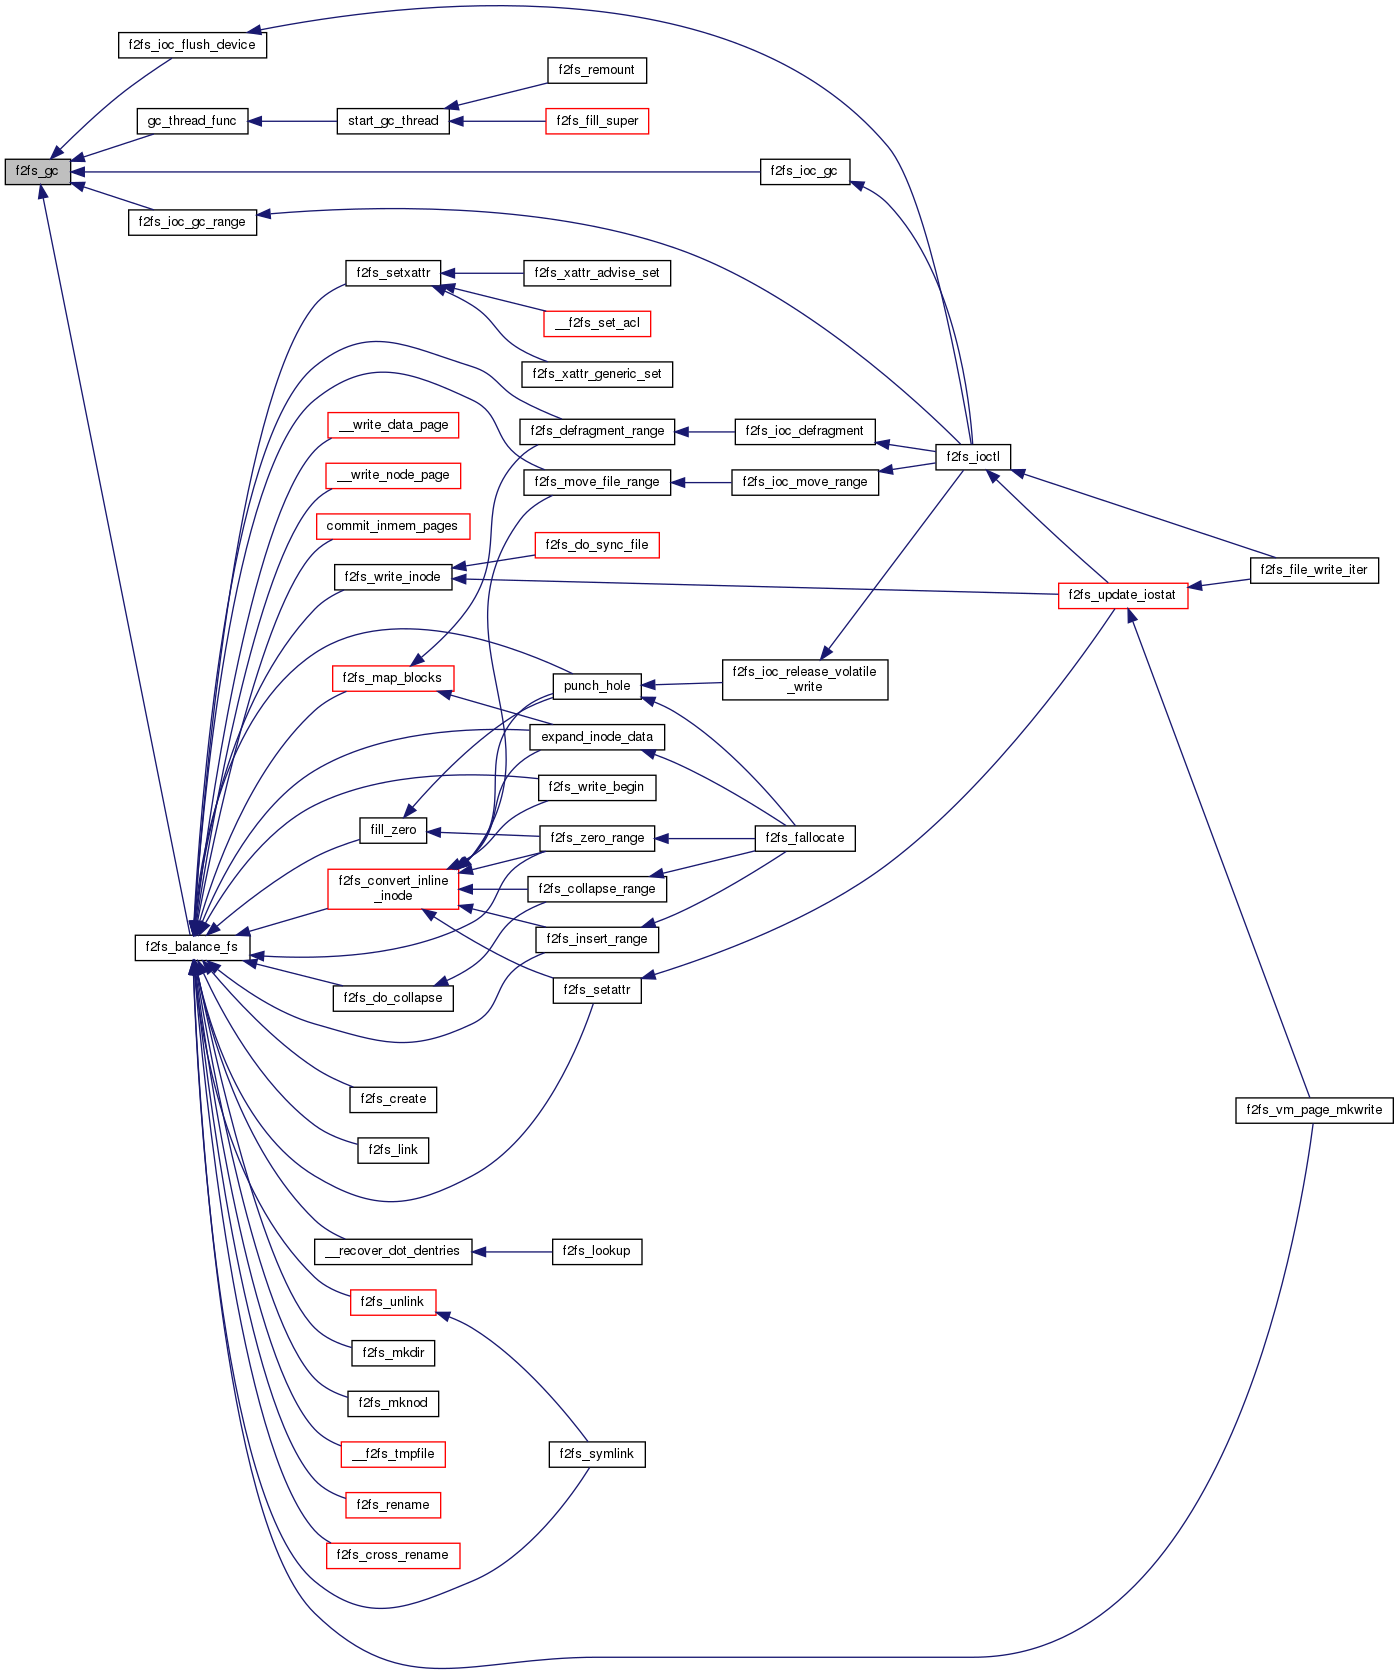 f2fs_ioc_flush_device
f2fs_remount
gc_thread_func
start_gc_thread
f2fs_fill_super
f2fs_gc
f2fs_ioc_gc
f2fs_ioc_gc_range
f2fs_setxattr
f2fs_xattr_advise_set
__f2fs_set_acl
f2fs_xattr_generic_set
__write_data_page
f2fs_defragment_range
f2fs_ioc_defragment
f2fs_ioctl
__write_node_page
f2fs_move_file_range
f2fs_ioc_move_range
commit_inmem_pages
f2fs_do_sync_file
f2fs_write_inode
f2fs_file_write_iter
f2fs_update_iostat
f2fs_map_blocks
punch_hole
f2fs_ioc_release_volatile
_write
expand_inode_data
f2fs_write_begin
fill_zero
f2fs_zero_range
f2fs_fallocate
f2fs_convert_inline
_inode
f2fs_collapse_range
f2fs_balance_fs
f2fs_insert_range
f2fs_do_collapse
f2fs_setattr
f2fs_create
f2fs_vm_page_mkwrite
f2fs_link
__recover_dot_dentries
f2fs_lookup
f2fs_unlink
f2fs_mkdir
f2fs_mknod
__f2fs_tmpfile
f2fs_symlink
f2fs_rename
f2fs_cross_rename